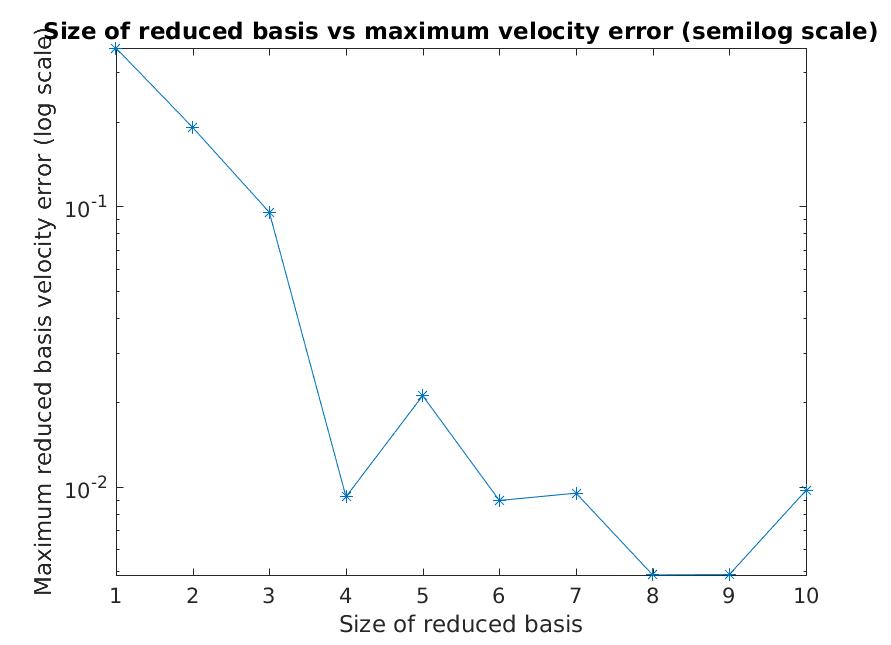 Size of reduced basis vs maximum velocity error (semilog scale)
Maximum reduced basis velocity error (log scale)
10^-1
10^-2
1 2 3 4 5 6 7 8 9 10
Size of reduced basis